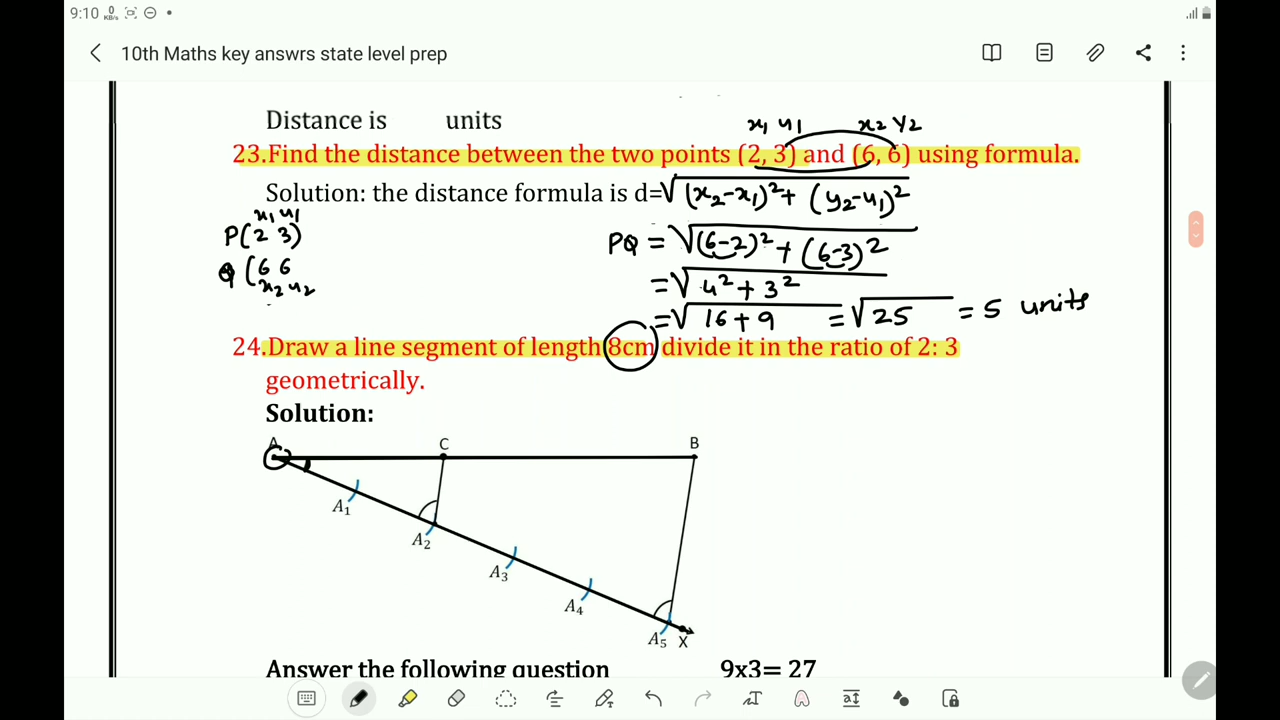 9:10 0 KB/s
10th Maths key answrs state level prep
Distance is units
x₁ y₁ x₂ y₂
23.Find the distance between the two points (2, 3) and (6, 6) using formula.
Solution: the distance formula is d=√(x₂-x₁)²+ (y₂-y₁)²
x₁ y₁
P(2 3)
Q (6 6
x₂ y₂
PQ = √(6-2)² + (6-3)²
= √4² + 3²
= √16 + 9 = √25 = 5 units
24.Draw a line segment of length 8cm divide it in the ratio of 2: 3
geometrically.
Solution:
A C B
A₁
A₂
A₃
A₄
A₅ X
Answer the following question 9x3= 27